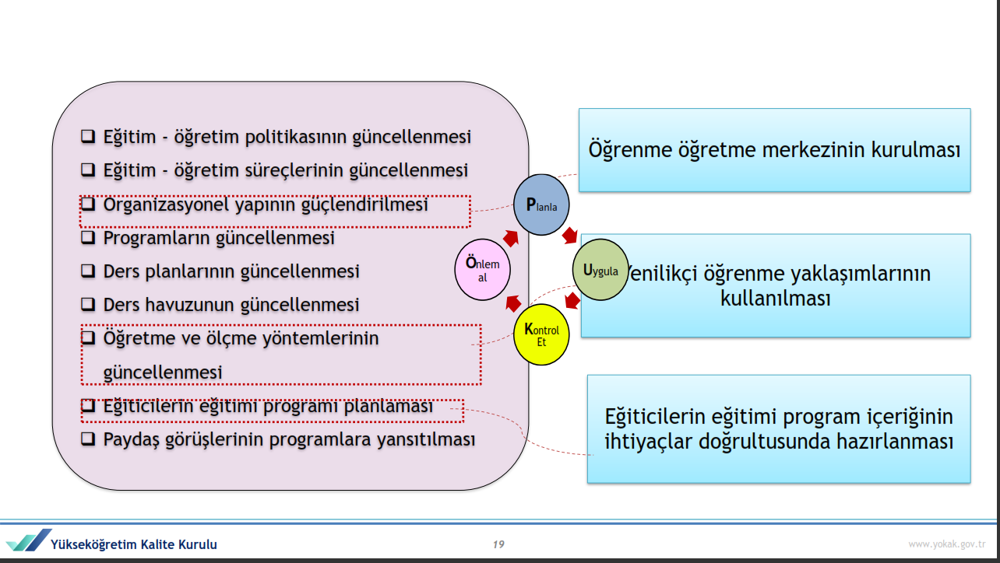 Eğitim - öğretim politikasının güncellenmesi
Eğitim - öğretim süreçlerinin güncellenmesi
Organizasyonel yapının güçlendirilmesi
Programların güncellenmesi
Ders planlarının güncellenmesi
Ders havuzunun güncellenmesi
Öğretme ve ölçme yöntemlerinin
güncellenmesi
Eğiticilerin eğitimi programı planlaması
Paydaş görüşlerinin programlara yansıtılması
Planla
Uygula
Kontrol
Et
Önlem
al
Öğrenme öğretme merkezinin kurulması
Yenilikçi öğrenme yaklaşımlarının
kullanılması
Eğiticilerin eğitimi program içeriğinin
ihtiyaçlar doğrultusunda hazırlanması
Yükseköğretim Kalite Kurulu
19
www.yokak.gov.tr